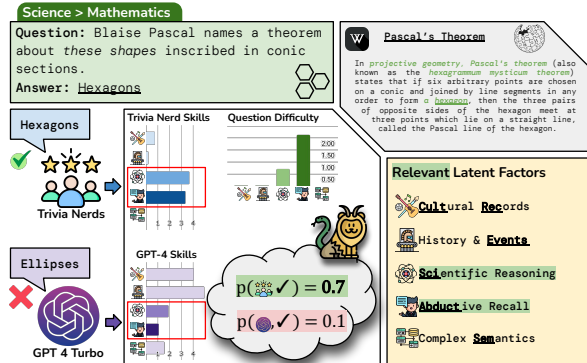 Science > Mathematics
Question: Blaise Pascal names a theorem
about these shapes inscribed in conic
sections.
Answer: Hexagons
W
Pascal's Theorem
In projective geometry, Pascal's theorem (also
known as the hexagrammum mysticum theorem)
states that if six arbitrary points are chosen
on a conic and joined by line segments in any
order to form a hexagon, then the three pairs
of opposite sides of the hexagon meet at
three points which lie on a straight line,
called the Pascal line of the hexagon.
Hexagons
Trivia Nerds
Trivia Nerd Skills
1 2 3 4
Question Difficulty
2.00
1.50
1.00
0.50
Ellipses
GPT 4 Turbo
GPT-4 Skills
1 2 3 4
p( ,✓) = 0.7
p( ,✓) = 0.1
Relevant Latent Factors
Cultural Records
History & Events
Scientific Reasoning
Abductive Recall
Complex Semantics